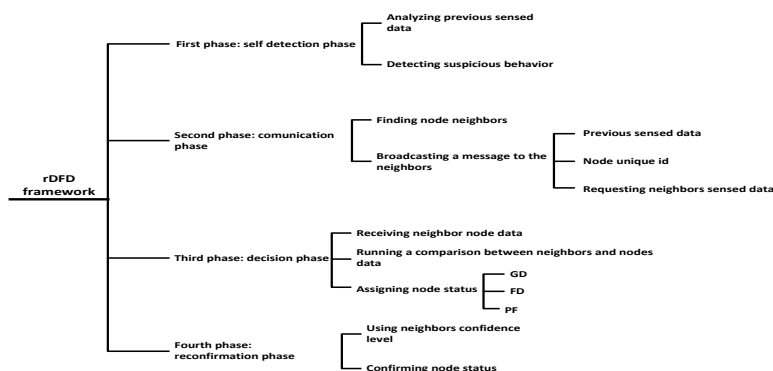 rDFD
framework
First phase: self detection phase
Analyzing previous sensed
data
Detecting suspicious behavior
Second phase: comunication
phase
Finding node neighbors
Broadcasting a message to the
neighbors
Previous sensed data
Node unique id
Requesting neighbors sensed data
Third phase: decision phase
Receiving neighbor node data
Running a comparison between neighbors and nodes
data
Assigning node status
GD
FD
PF
Fourth phase:
reconfirmation phase
Using neighbors confidence
level
Confirming node status